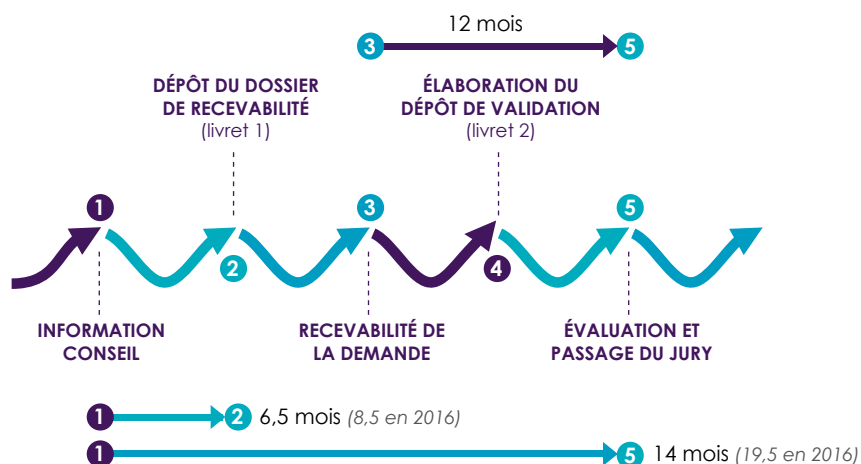 12 mois
3
5
DÉPÔT DU DOSSIER
DE RECEVABILITÉ
(livret 1)
ÉLABORATION DU
DÉPÔT DE VALIDATION
(livret 2)
1
3
5
2
4
INFORMATION
CONSEIL
RECEVABILITÉ DE
LA DEMANDE
ÉVALUATION ET
PASSAGE DU JURY
1 2 6,5 mois (8,5 en 2016)
1 5 14 mois (19,5 en 2016)